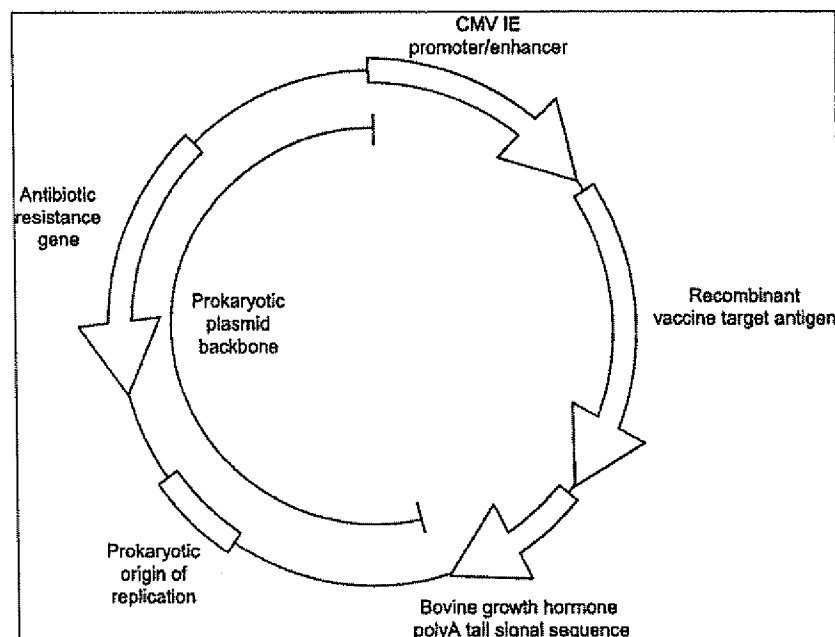 CMV IE
promoter/enhancer
Antibiotic
resistance
gene
Prokaryotic
plasmid
backbone
Recombinant
vaccine target antigen
Prokaryotic
origin of
replication
Bovine growth hormone
polyA tail signal sequence